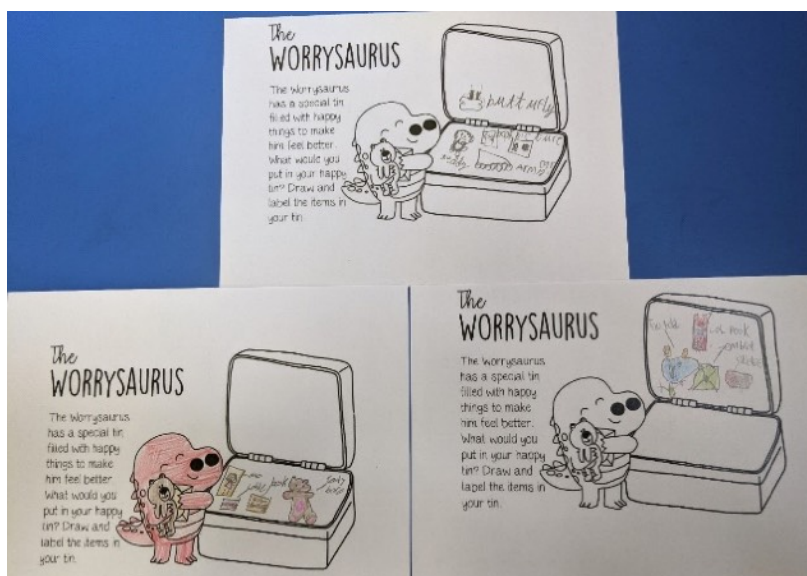 The
WORRYSAURUS
The Worrysaurus
has a special tin
filled with happy
things to make
him feel better.
What would you
put in your happy
tin? Draw and
label the items in
your tin.
buttufly
The
WORRYSAURUS
The Worrysaurus
has a special tin
filled with happy
things to make
him feel better
What would you
put in your happy
tin? Draw and
label the items in
your tin.
book
The
WORRYSAURUS
The Worrysaurus
has a special tin
filled with happy
things to make
him feel better.
What would you
put in your happy
tin? Draw and
label the items in
your tin.